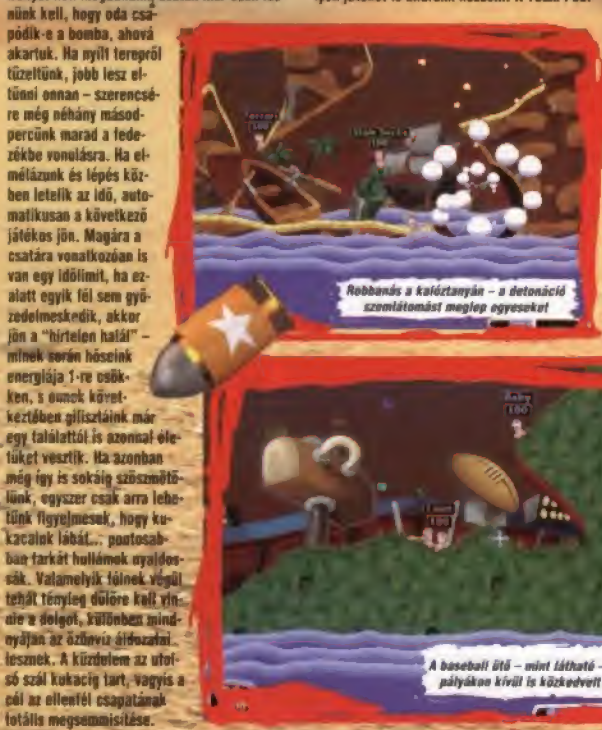 nünk kell, hogy oda csa-
pódik-e a bomba, ahová
akartuk. Ha nyílt terepről
tüzeltünk, jobb lesz el-
tűnni onnan – szerencsé-
re még néhány másod-
percünk marad a fede-
zékbe vonulásra. Ha el-
mélázunk és lépés köz-
ben letelik az idő, auto-
matikusan a következő
játékos jön. Magára a
csatára vonatkozóan is
van egy időlimit, ha ez-
alatt egyik fél sem győ-
zedelmeskedik, akkor
jön a "hirtelen halál" –
minek során hőseink
energiája 1-re csök-
ken, s ennek követ-
keztében gilisztáink már
egy találattól is azonnal éle-
tüket vesztik. Ha azonban
még így is sokáig szöszmötö-
lünk, egyszer csak arra lehe-
tünk figyelmesek, hogy ku-
kacaink lábát... pontosab-
ban farkát hullámok nyaldos-
sák. Valamelyik félnek végül
tehát tényleg dűlőre kell vin-
nie a dolgot, különben mind-
nyájan az özönvíz áldozatai
lesznek. A küzdelem az utol-
só szál kukacig tart, vagyis a
cél az ellenfél csapatának
totális megsemmisítése.
100
100
Robbanás a kalóztanyán – a detonáció
szemlátomást meglep egyeseket
100
100
A baseball ütő – mint látható –
pályákon kívül is közkedvelt